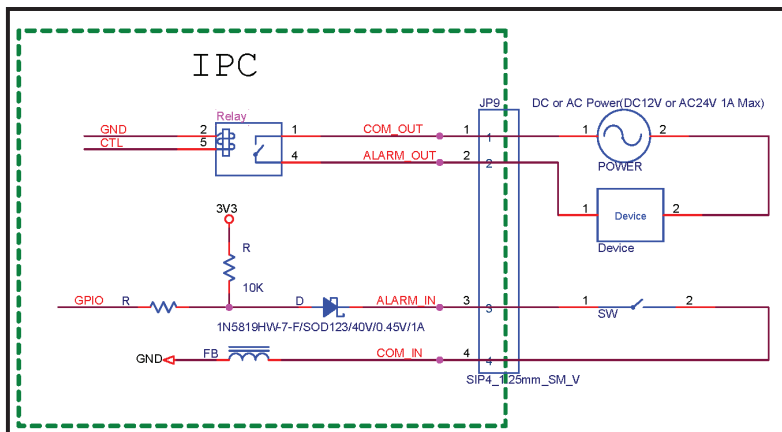 IPC
JP9
DC or AC Power(DC12V or AC24V 1A Max)
Relay
GND 2 1 COM_OUT 1 1 1 2
CTL 5 4 ALARM_OUT 2 2
POWER
1 Device 2
Device
3V3
R
10K
GPIO R D ALARM_IN 3 3 1 2
SW
1N5819HW-7-F/SOD123/40V/0.45V/1A
GND FB COM_IN 4 4
SIP4_1.25mm_SM_V